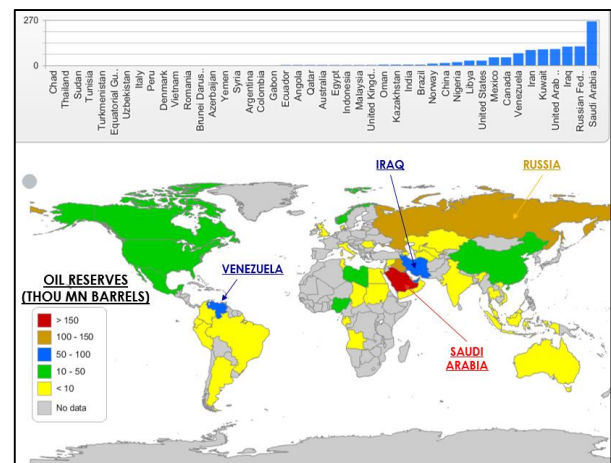 270
0
Chad
Thailand
Sudan
Tunisia
Turkmenistan
Equatorial Gu...
Uzbekistan
Italy
Peru
Denmark
Vietnam
Romania
Brunei Darus...
Azerbaijan
Yemen
Syria
Argentina
Colombia
Gabon
Ecuador
Angola
Qatar
Australia
Egypt
Indonesia
Malaysia
United Kingd...
Oman
Kazakhstan
India
Brazil
Norway
China
Nigeria
Libya
United States
Mexico
Canada
Venezuela
Iran
Kuwait
United Arab ...
Iraq
Russian Fed...
Saudi Arabia
IRAQ
RUSSIA
VENEZUELA
OIL RESERVES
(THOU MN BARRELS)
> 150
100 - 150
50 - 100
10 - 50
< 10
No data
SAUDI
ARABIA